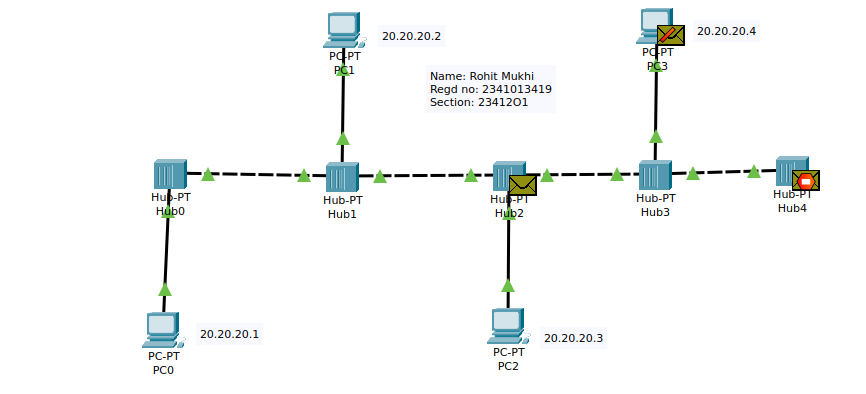 20.20.20.2
PC-PT
PC1
20.20.20.4
PC-PT
PC3
Name: Rohit Mukhi
Regd no: 2341013419
Section: 23412O1
Hub-PT
Hub0
Hub-PT
Hub1
Hub-PT
Hub2
Hub-PT
Hub3
Hub-PT
Hub4
20.20.20.1
PC-PT
PC0
20.20.20.3
PC-PT
PC2